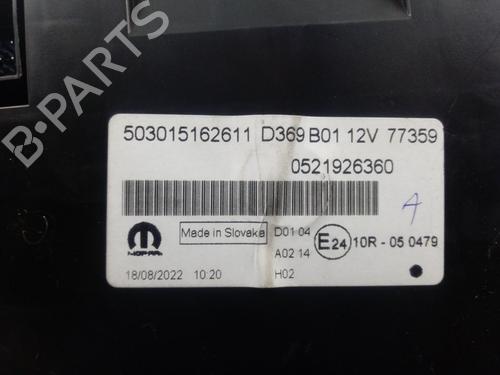 503015162611 D369 B01 12V 77359
0521926360
A
MOPAR
Made in Slovakia
D01 04
A02 14
H02
E24
10R - 05 0479
18/08/2022 10:20
B-PARTS